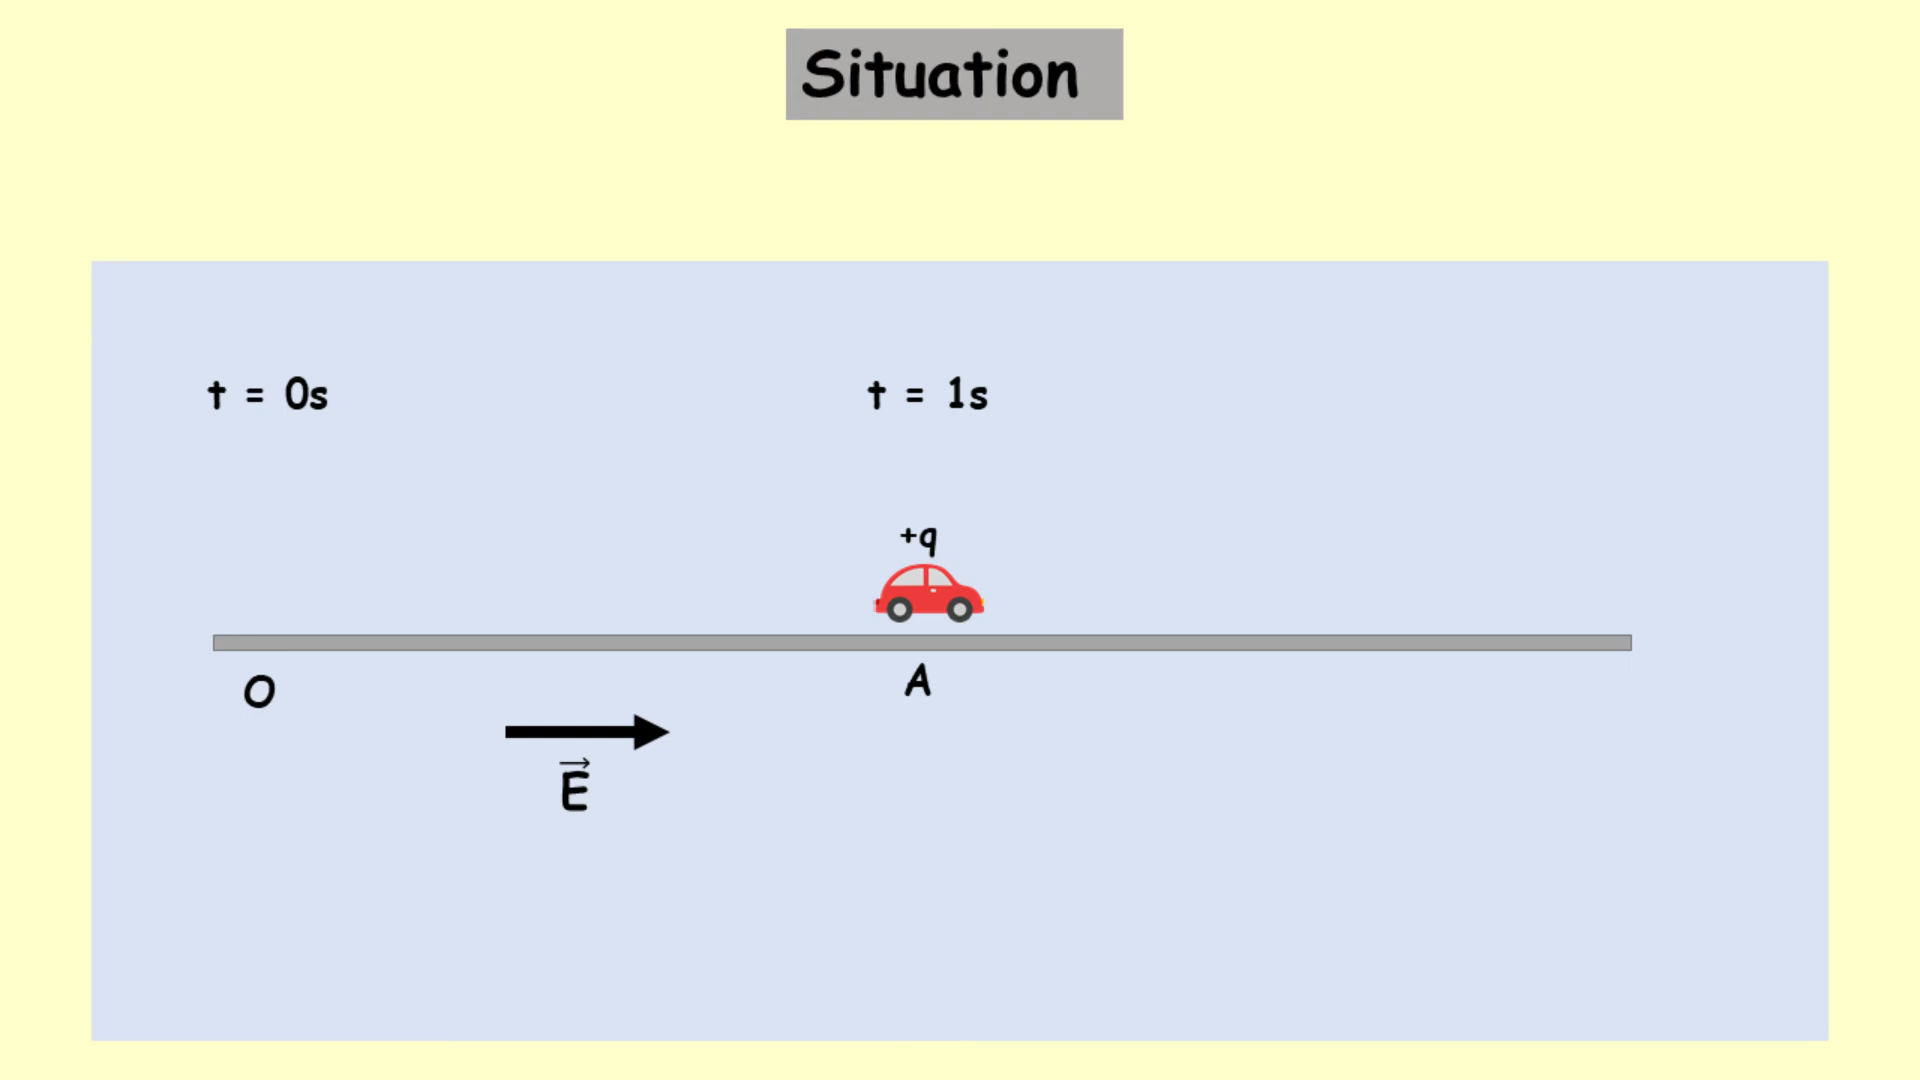 Situation
t = 0s
t = 1s
+q
O
A
E⃗